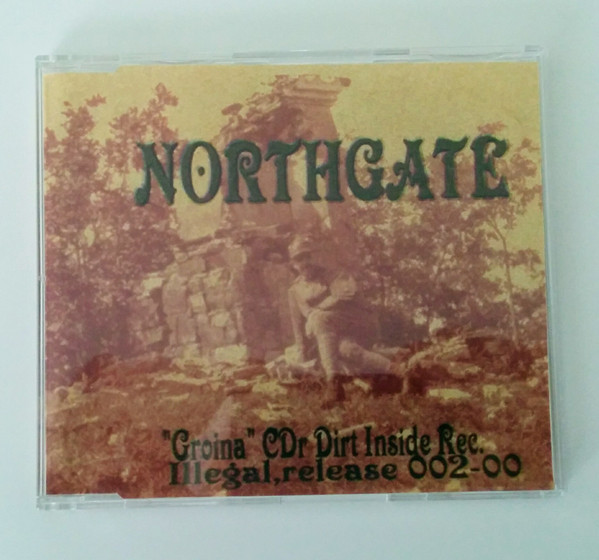 NORTHGATE
"Groina" CDr Dirt Inside Rec.
Illegal,release 002-00